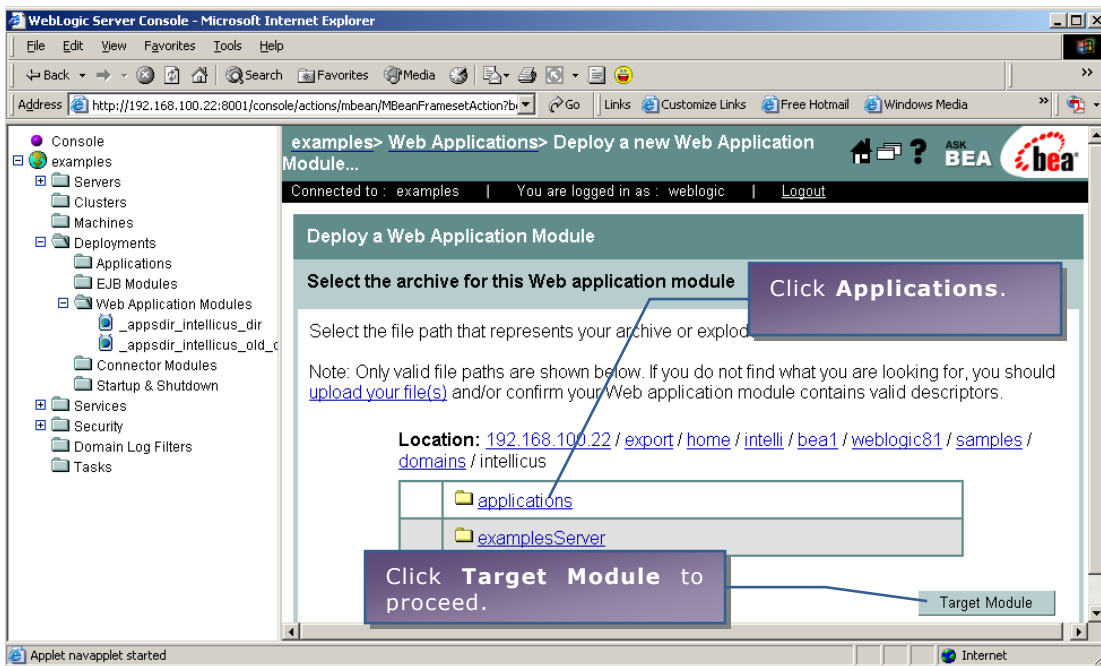 WebLogic Server Console - Microsoft Internet Explorer
File Edit View Favorites Tools Help
Back Search Favorites Media
Address http://192.168.100.22:8001/console/actions/mbean/MBeanFramesetAction?b Go Links Customize Links Free Hotmail Windows Media
Console
examples
Servers
Clusters
Machines
Deployments
Applications
EJB Modules
Web Application Modules
_appsdir_intellicus_dir
_appsdir_intellicus_old_
Connector Modules
Startup & Shutdown
Services
Security
Domain Log Filters
Tasks
examples> Web Applications> Deploy a new Web Application
Module...
ASK
BEA
bea
Connected to : examples | You are logged in as : weblogic | Logout
Deploy a Web Application Module
Select the archive for this Web application module
Click Applications.
Select the file path that represents your archive or explod
Note: Only valid file paths are shown below. If you do not find what you are looking for, you should
upload your file(s) and/or confirm your Web application module contains valid descriptors.
Location: 192.168.100.22 / export / home / intelli / bea1 / weblogic81 / samples /
domains / intellicus
applications
examplesServer
Click Target Module to
proceed.
Target Module
Applet navapplet started
Internet